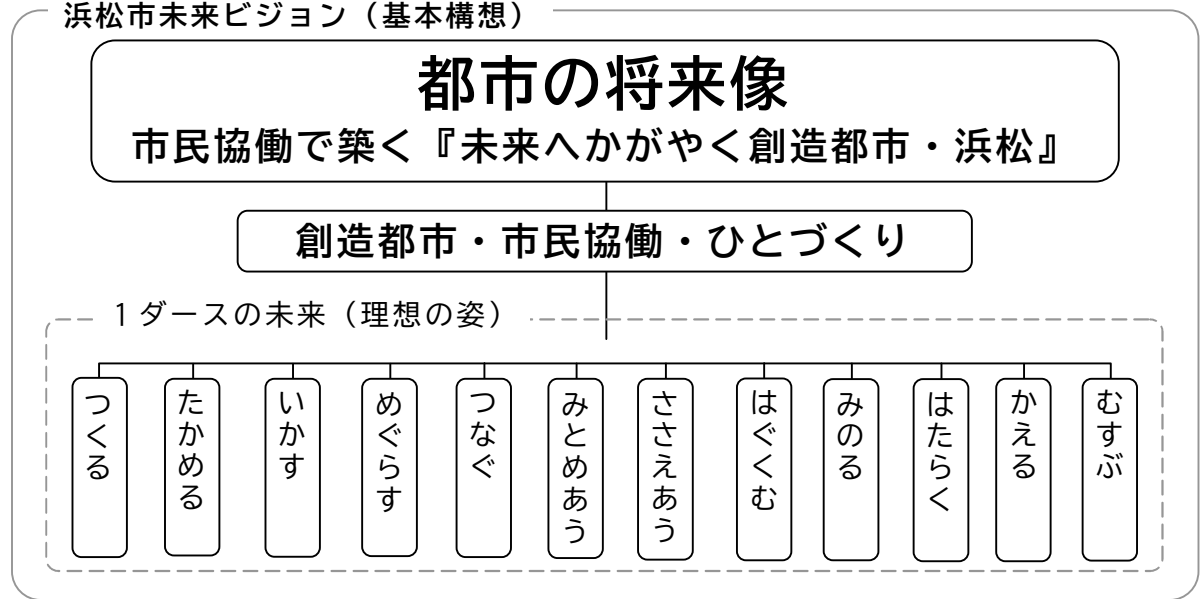 浜松市未来ビジョン（基本構想）
都市の将来像
市民協働で築く『未来へかがやく創造都市・浜松』
創造都市・市民協働・ひとづくり
１ダースの未来（理想の姿）
つくる
たかめる
いかす
めぐらす
つなぐ
みとめあう
ささえあう
はぐくむ
みのる
はたらく
かえる
むすぶ